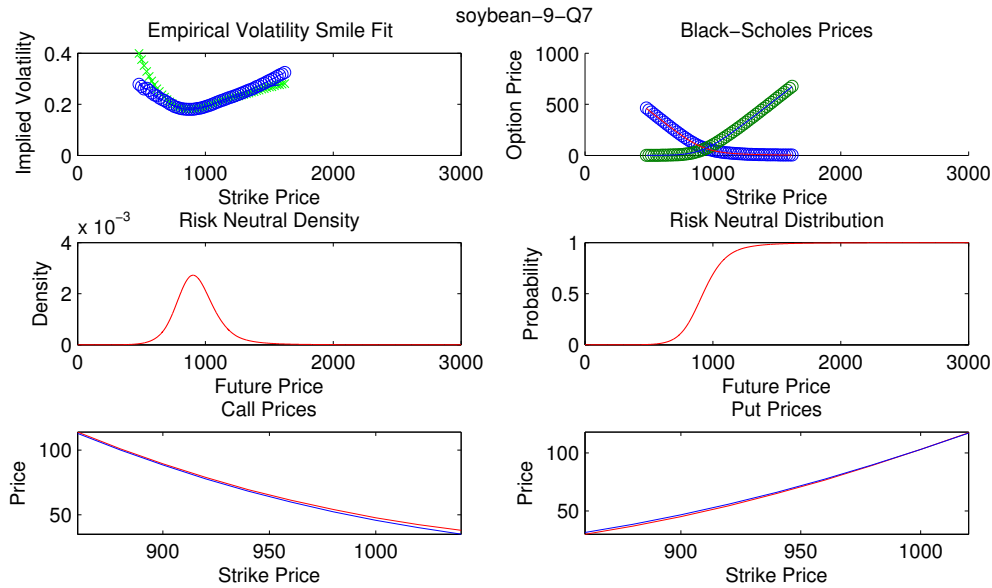 soybean-9-Q7
Empirical Volatility Smile Fit
Implied Volatility
0.4
0.2
0
0 1000 2000 3000
Strike Price
Black-Scholes Prices
Option Price
1000
500
0
0 1000 2000 3000
Strike Price
Risk Neutral Density
x 10^-3
Density
4
2
0
0 1000 2000 3000
Future Price
Risk Neutral Distribution
Probability
1
0.5
0
0 1000 2000 3000
Future Price
Call Prices
Price
100
50
900 950 1000
Strike Price
Put Prices
Price
100
50
900 950 1000
Strike Price